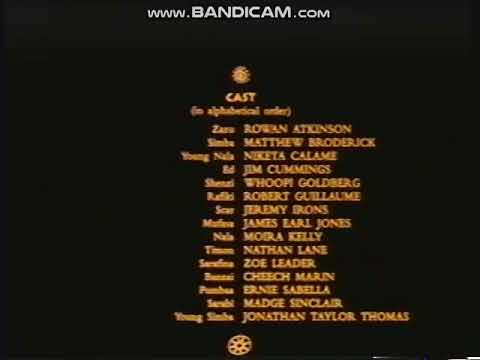 www.BANDICAM.com
CAST
(in alphabetical order)
Zazu ROWAN ATKINSON
Simba MATTHEW BRODERICK
Young Nala NIKETA CALAME
Ed JIM CUMMINGS
Shenzi WHOOPI GOLDBERG
Rafiki ROBERT GUILLAUME
Scar JEREMY IRONS
Mufasa JAMES EARL JONES
Nala MOIRA KELLY
Timon NATHAN LANE
Sarafina ZOE LEADER
Banzai CHEECH MARIN
Pumbaa ERNIE SABELLA
Sarabi MADGE SINCLAIR
Young Simba JONATHAN TAYLOR THOMAS